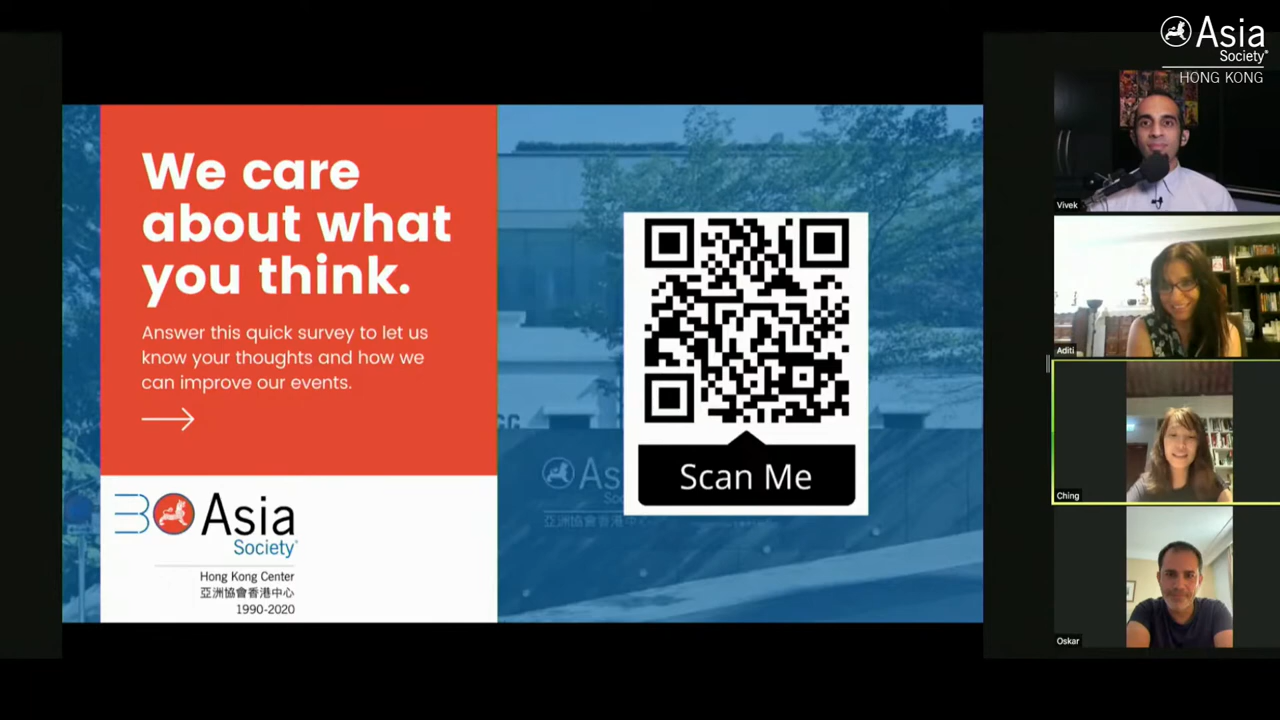 We care
about what
you think.
Answer this quick survey to let us
know your thoughts and how we
can improve our events.
30
Asia
Society
Hong Kong Center
亞洲協會香港中心
1990-2020
Scan Me
Asia
Society
HONG KONG
Vivek
Aditi
Ching
Oskar